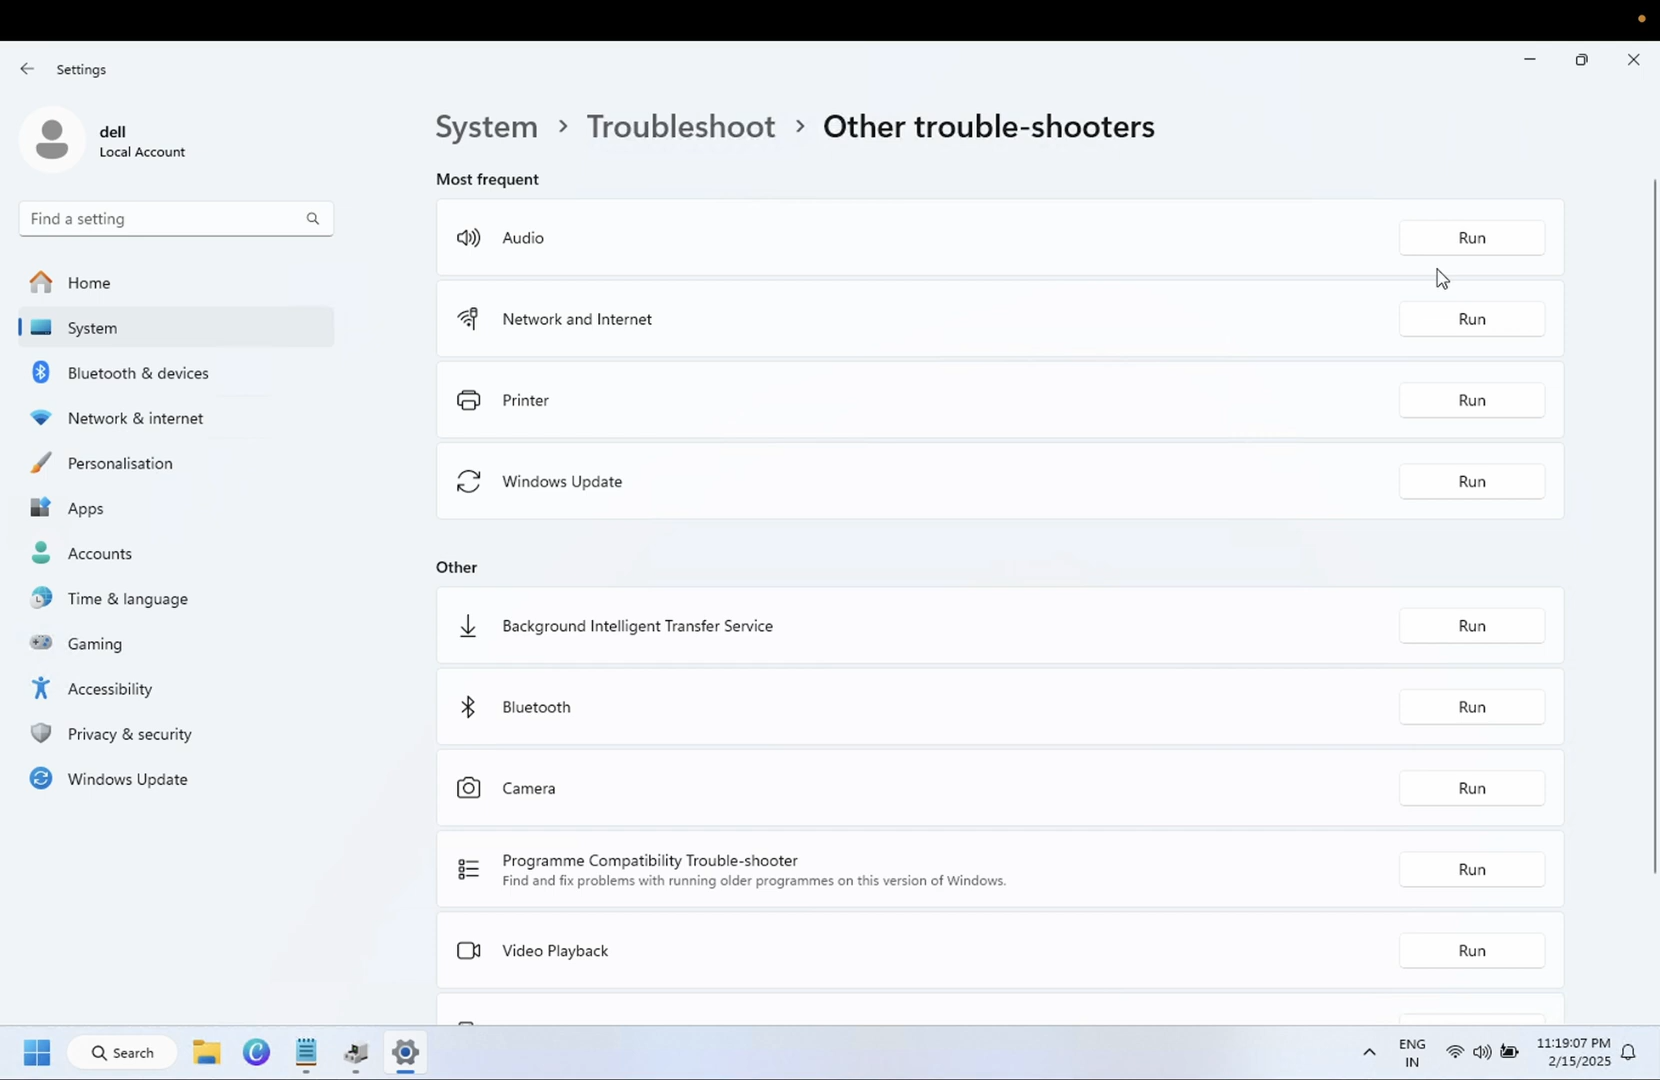 Settings
dell
Local Account
Find a setting
Home
System
Bluetooth & devices
Network & internet
Personalisation
Apps
Accounts
Time & language
Gaming
Accessibility
Privacy & security
Windows Update
System > Troubleshoot > Other trouble-shooters
Most frequent
Audio Run
Network and Internet Run
Printer Run
Windows Update Run
Other
Background Intelligent Transfer Service Run
Bluetooth Run
Camera Run
Programme Compatibility Trouble-shooter
Find and fix problems with running older programmes on this version of Windows.
Run
Video Playback Run
Search
ENG
IN
11:19:07 PM
2/15/2025